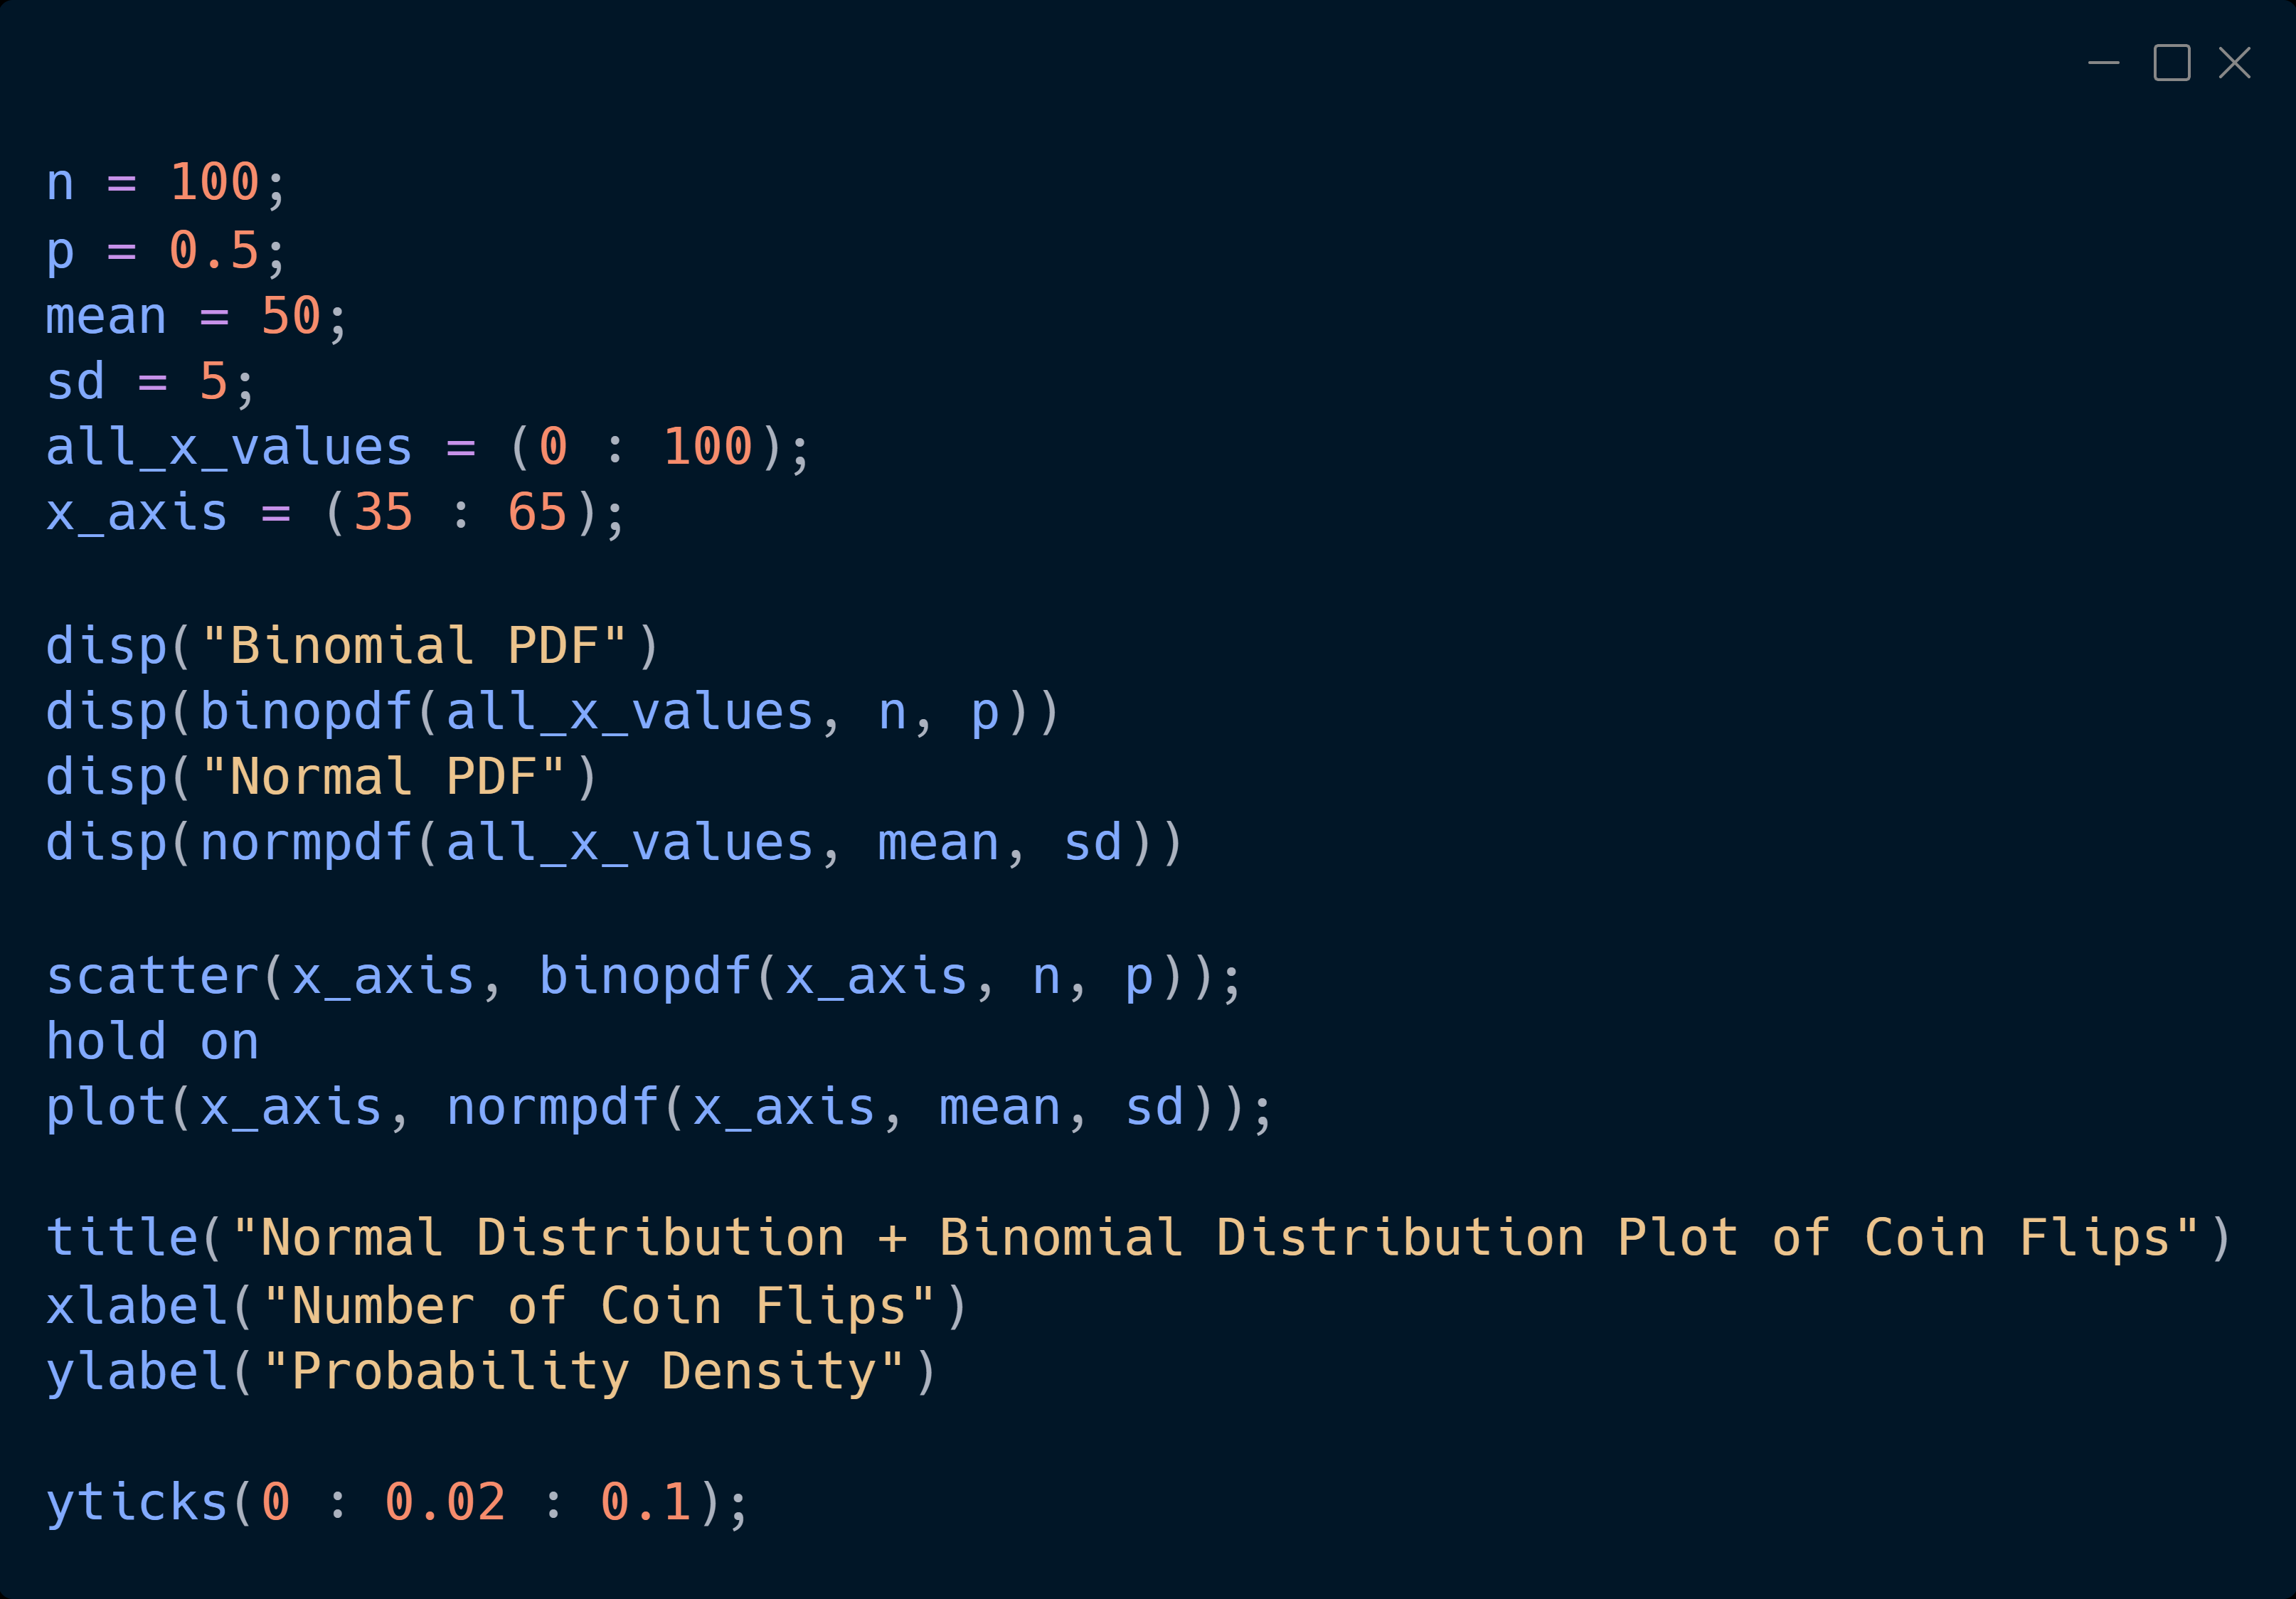 n = 100;
p = 0.5;
mean = 50;
sd = 5;
all_x_values = (0 : 100);
x_axis = (35 : 65);
disp("Binomial PDF")
disp(binopdf(all_x_values, n, p))
disp("Normal PDF")
disp(normpdf(all_x_values, mean, sd))
scatter(x_axis, binopdf(x_axis, n, p));
hold on
plot(x_axis, normpdf(x_axis, mean, sd));
title("Normal Distribution + Binomial Distribution Plot of Coin Flips")
xlabel("Number of Coin Flips")
ylabel("Probability Density")
yticks(0 : 0.02 : 0.1);